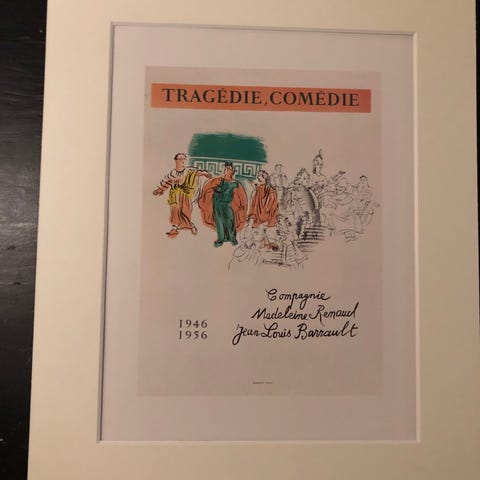 TRAGÉDIE, COMÉDIE
Compagnie
Madeleine Renaud
Jean Louis Barrault
1946
1956